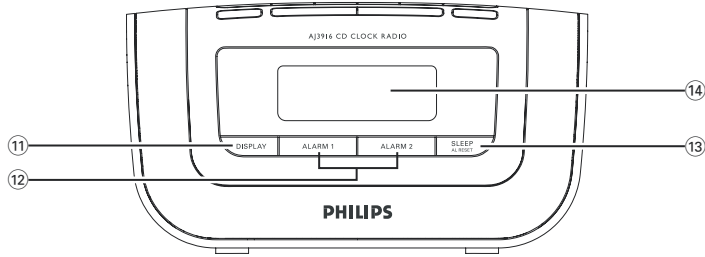 AJ3916 CD CLOCK RADIO
14
11 DISPLAY ALARM 1 ALARM 2 SLEEP 13
AL RESET
12
PHILIPS